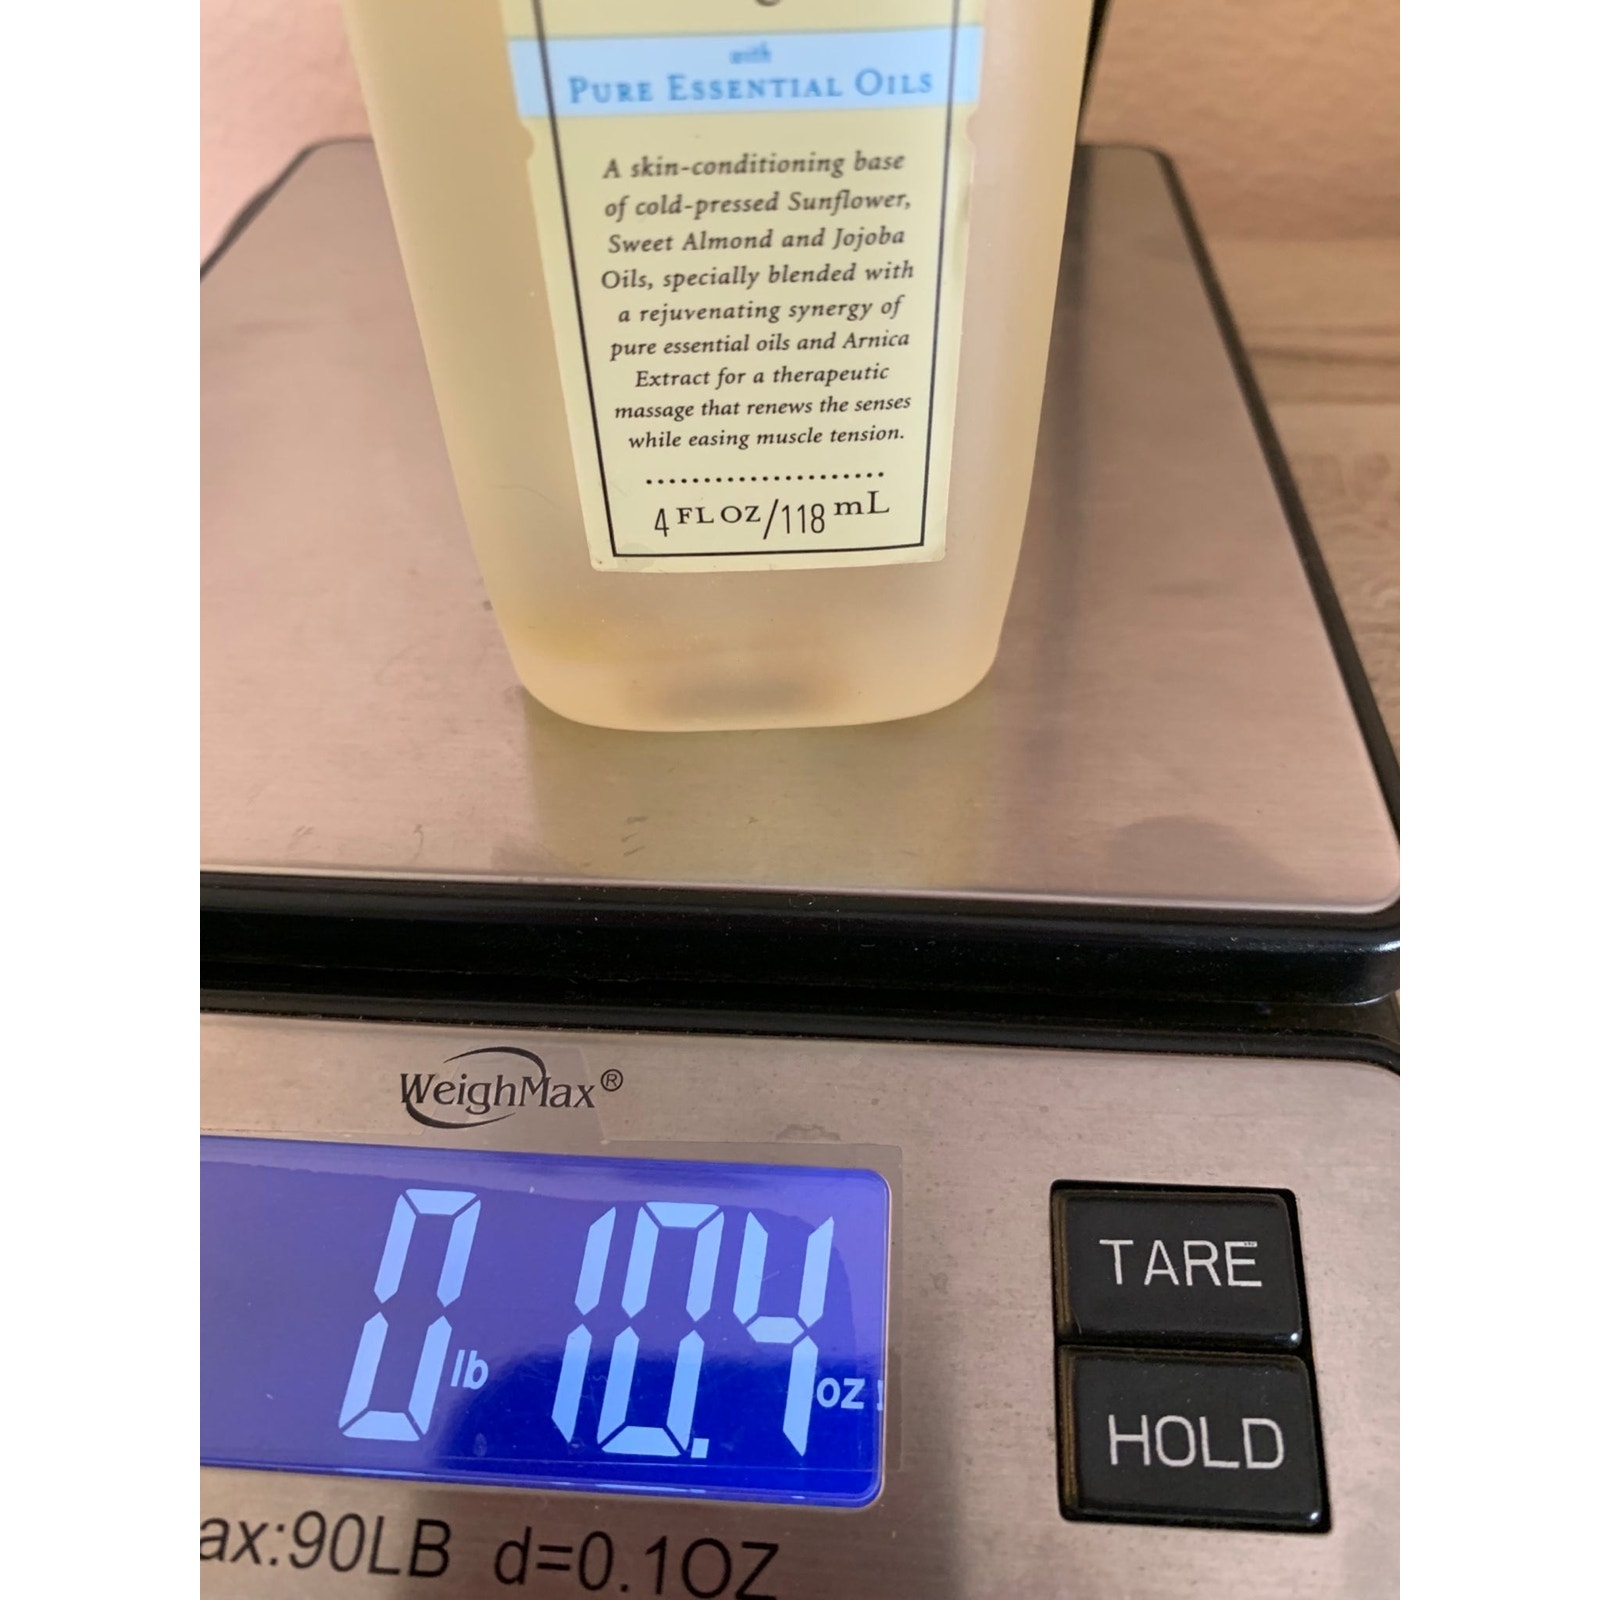 with
PURE ESSENTIAL OILS
A skin-conditioning base
of cold-pressed Sunflower,
Sweet Almond and Jojoba
Oils, specially blended with
a rejuvenating synergy of
pure essential oils and Arnica
Extract for a therapeutic
massage that renews the senses
while easing muscle tension.
4 FL OZ/118 mL
WeighMax®
0 lb 10.4 oz
TARE
HOLD
ax:90LB d=0.1OZ